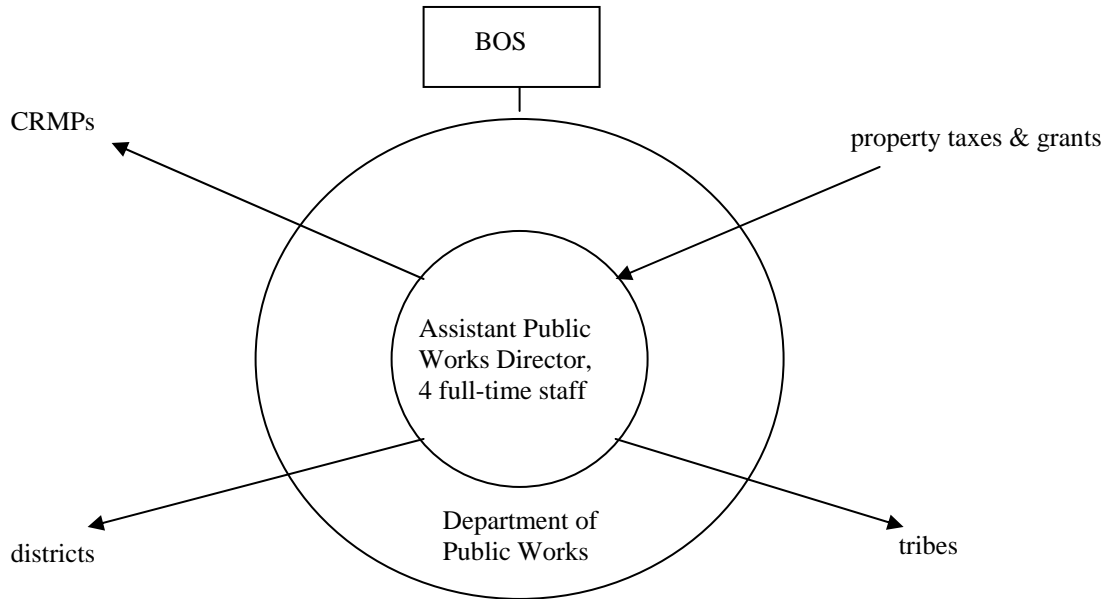 BOS
CRMPs
property taxes & grants
Assistant Public
Works Director,
4 full-time staff
Department of
Public Works
districts
tribes